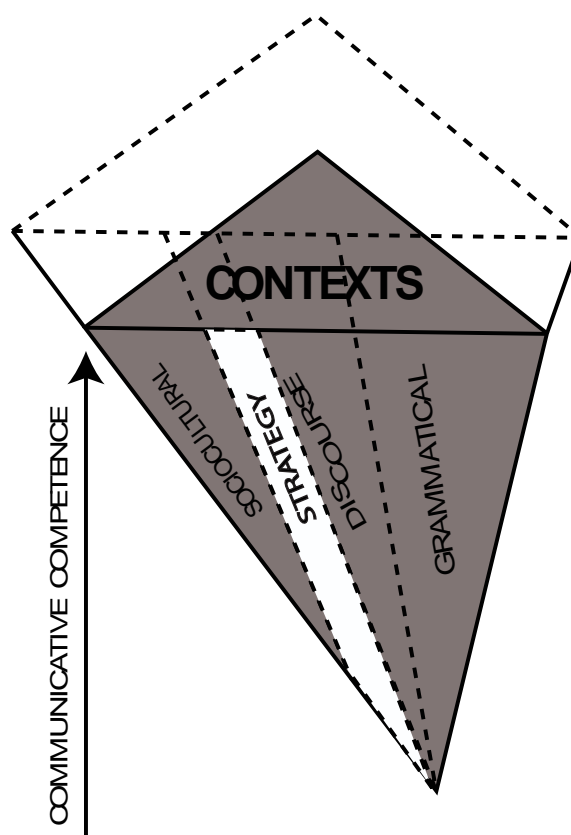 CONTEXTS
SOCIOCULTURAL
STRATEGY
DISCOURSE
GRAMMATICAL
COMMUNICATIVE COMPETENCE